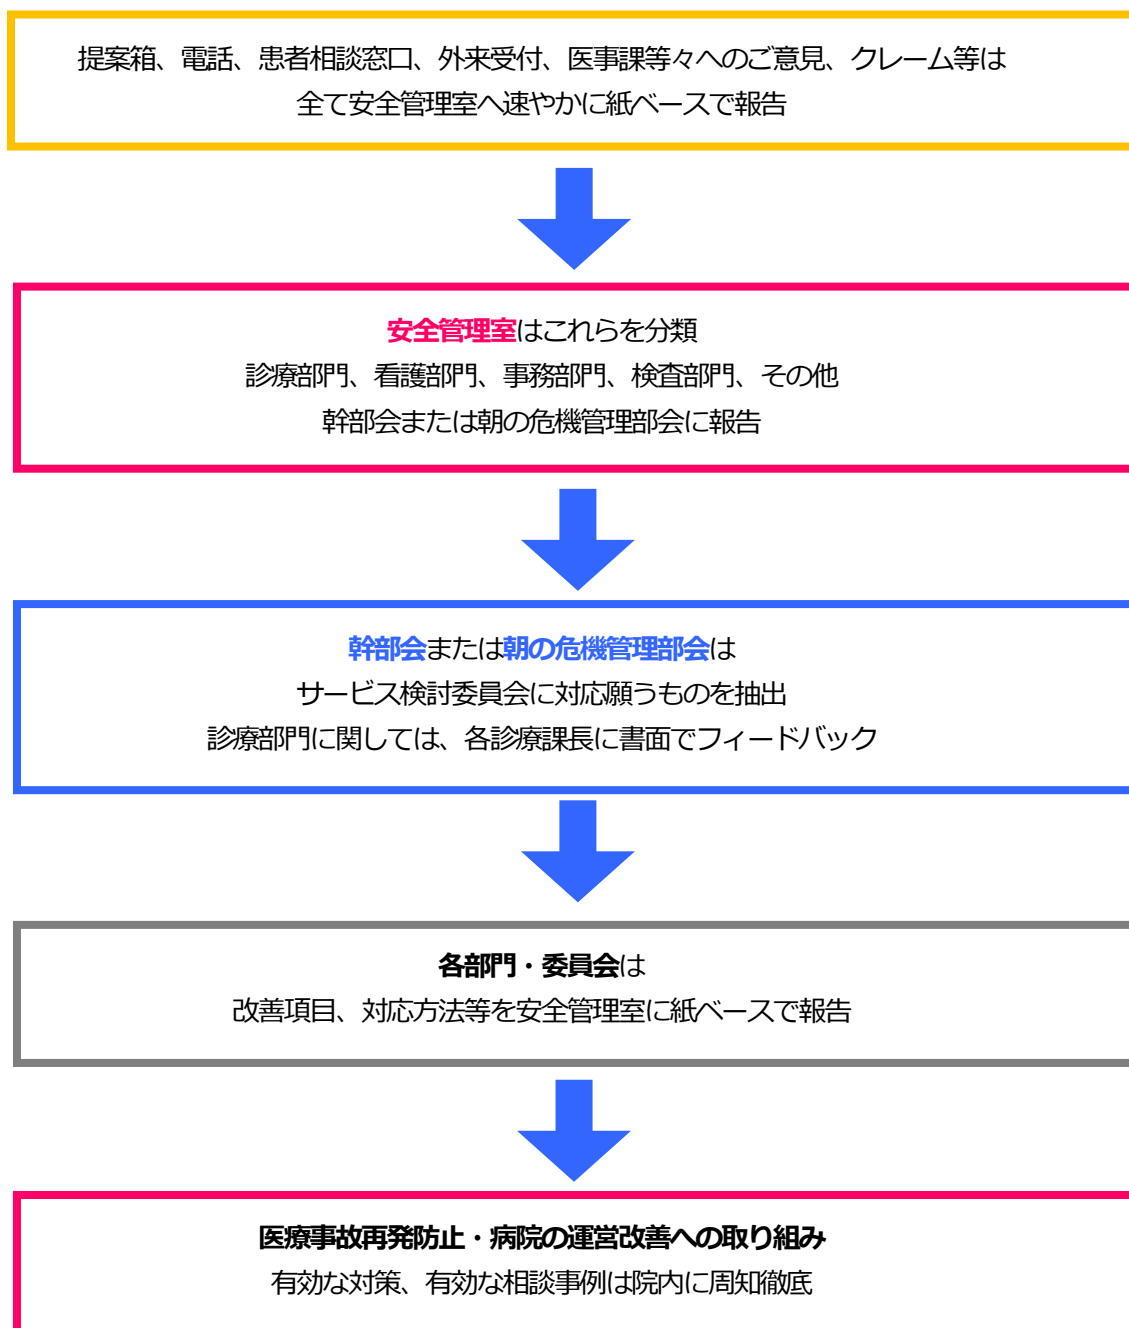 提案箱、電話、患者相談窓口、外来受付、医事課等々へのご意見、クレーム等は
全て安全管理室へ速やかに紙ベースで報告
安全管理室はこれらを分類
診療部門、看護部門、事務部門、検査部門、その他
幹部会または朝の危機管理部会に報告
幹部会または朝の危機管理部会は
サービス検討委員会に対応願うものを抽出
診療部門に関しては、各診療課長に書面でフィードバック
各部門・委員会は
改善項目、対応方法等を安全管理室に紙ベースで報告
医療事故再発防止・病院の運営改善への取り組み
有効な対策、有効な相談事例は院内に周知徹底